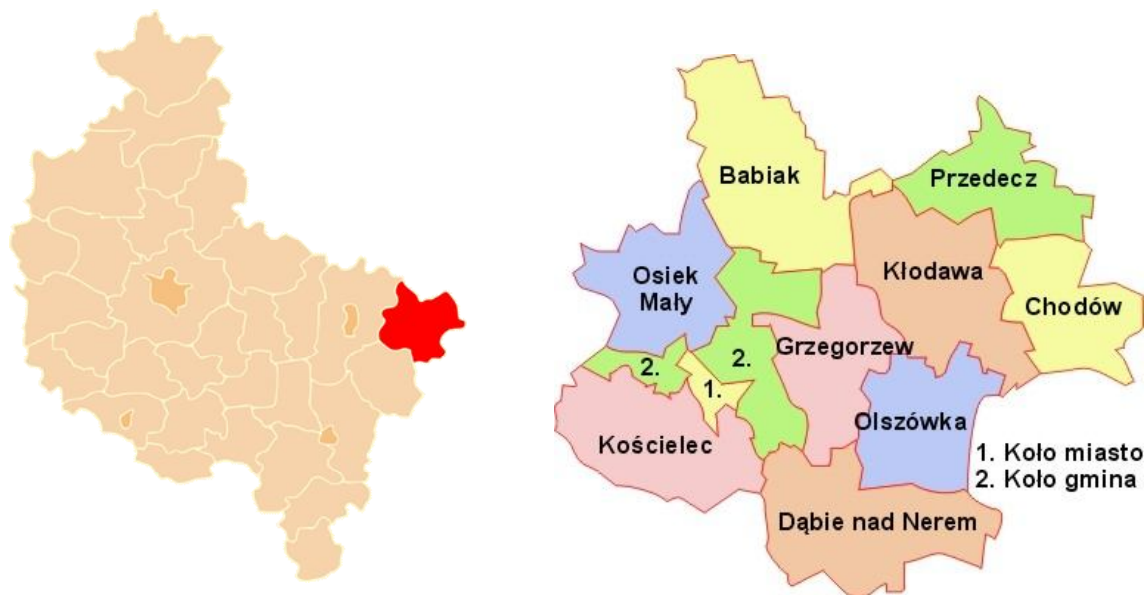 Babiak
Przedecz
Osiek
Mały
Kłodawa
Chodów
2.
2.
Grzegorzew
1.
Kościelec
Olszówka
1. Koło miasto
2. Koło gmina
Dąbie nad Nerem